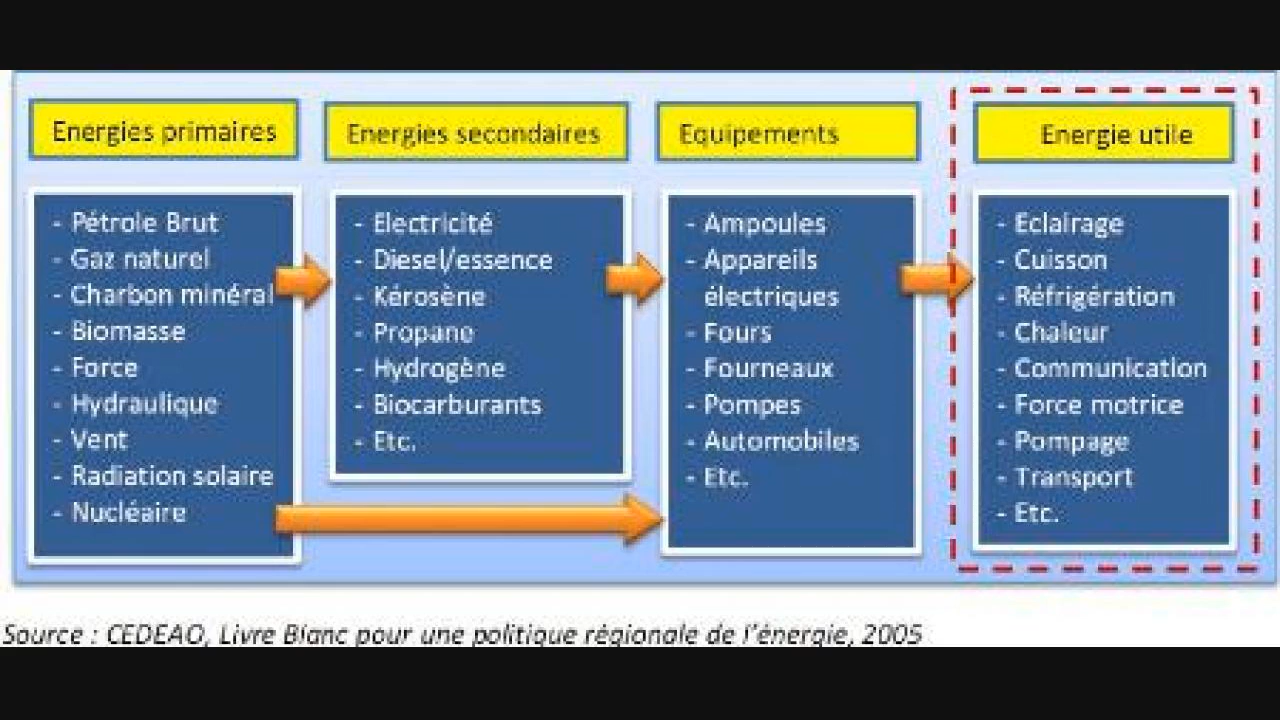 Energies primaires
- Pétrole Brut
- Gaz naturel
- Charbon minéral
- Biomasse
- Force
- Hydraulique
- Vent
- Radiation solaire
- Nucléaire
Energies secondaires
- Electricité
- Diesel/essence
- Kérosène
- Propane
- Hydrogène
- Biocarburants
- Etc.
Equipements
- Ampoules
- Appareils
électriques
- Fours
- Fourneaux
- Pompes
- Automobiles
- Etc.
Energie utile
- Eclairage
- Cuisson
- Réfrigération
- Chaleur
- Communication
- Force motrice
- Pompage
- Transport
- Etc.
Source : CEDEAO, Livre Blanc pour une politique régionale de l'énergie, 2005